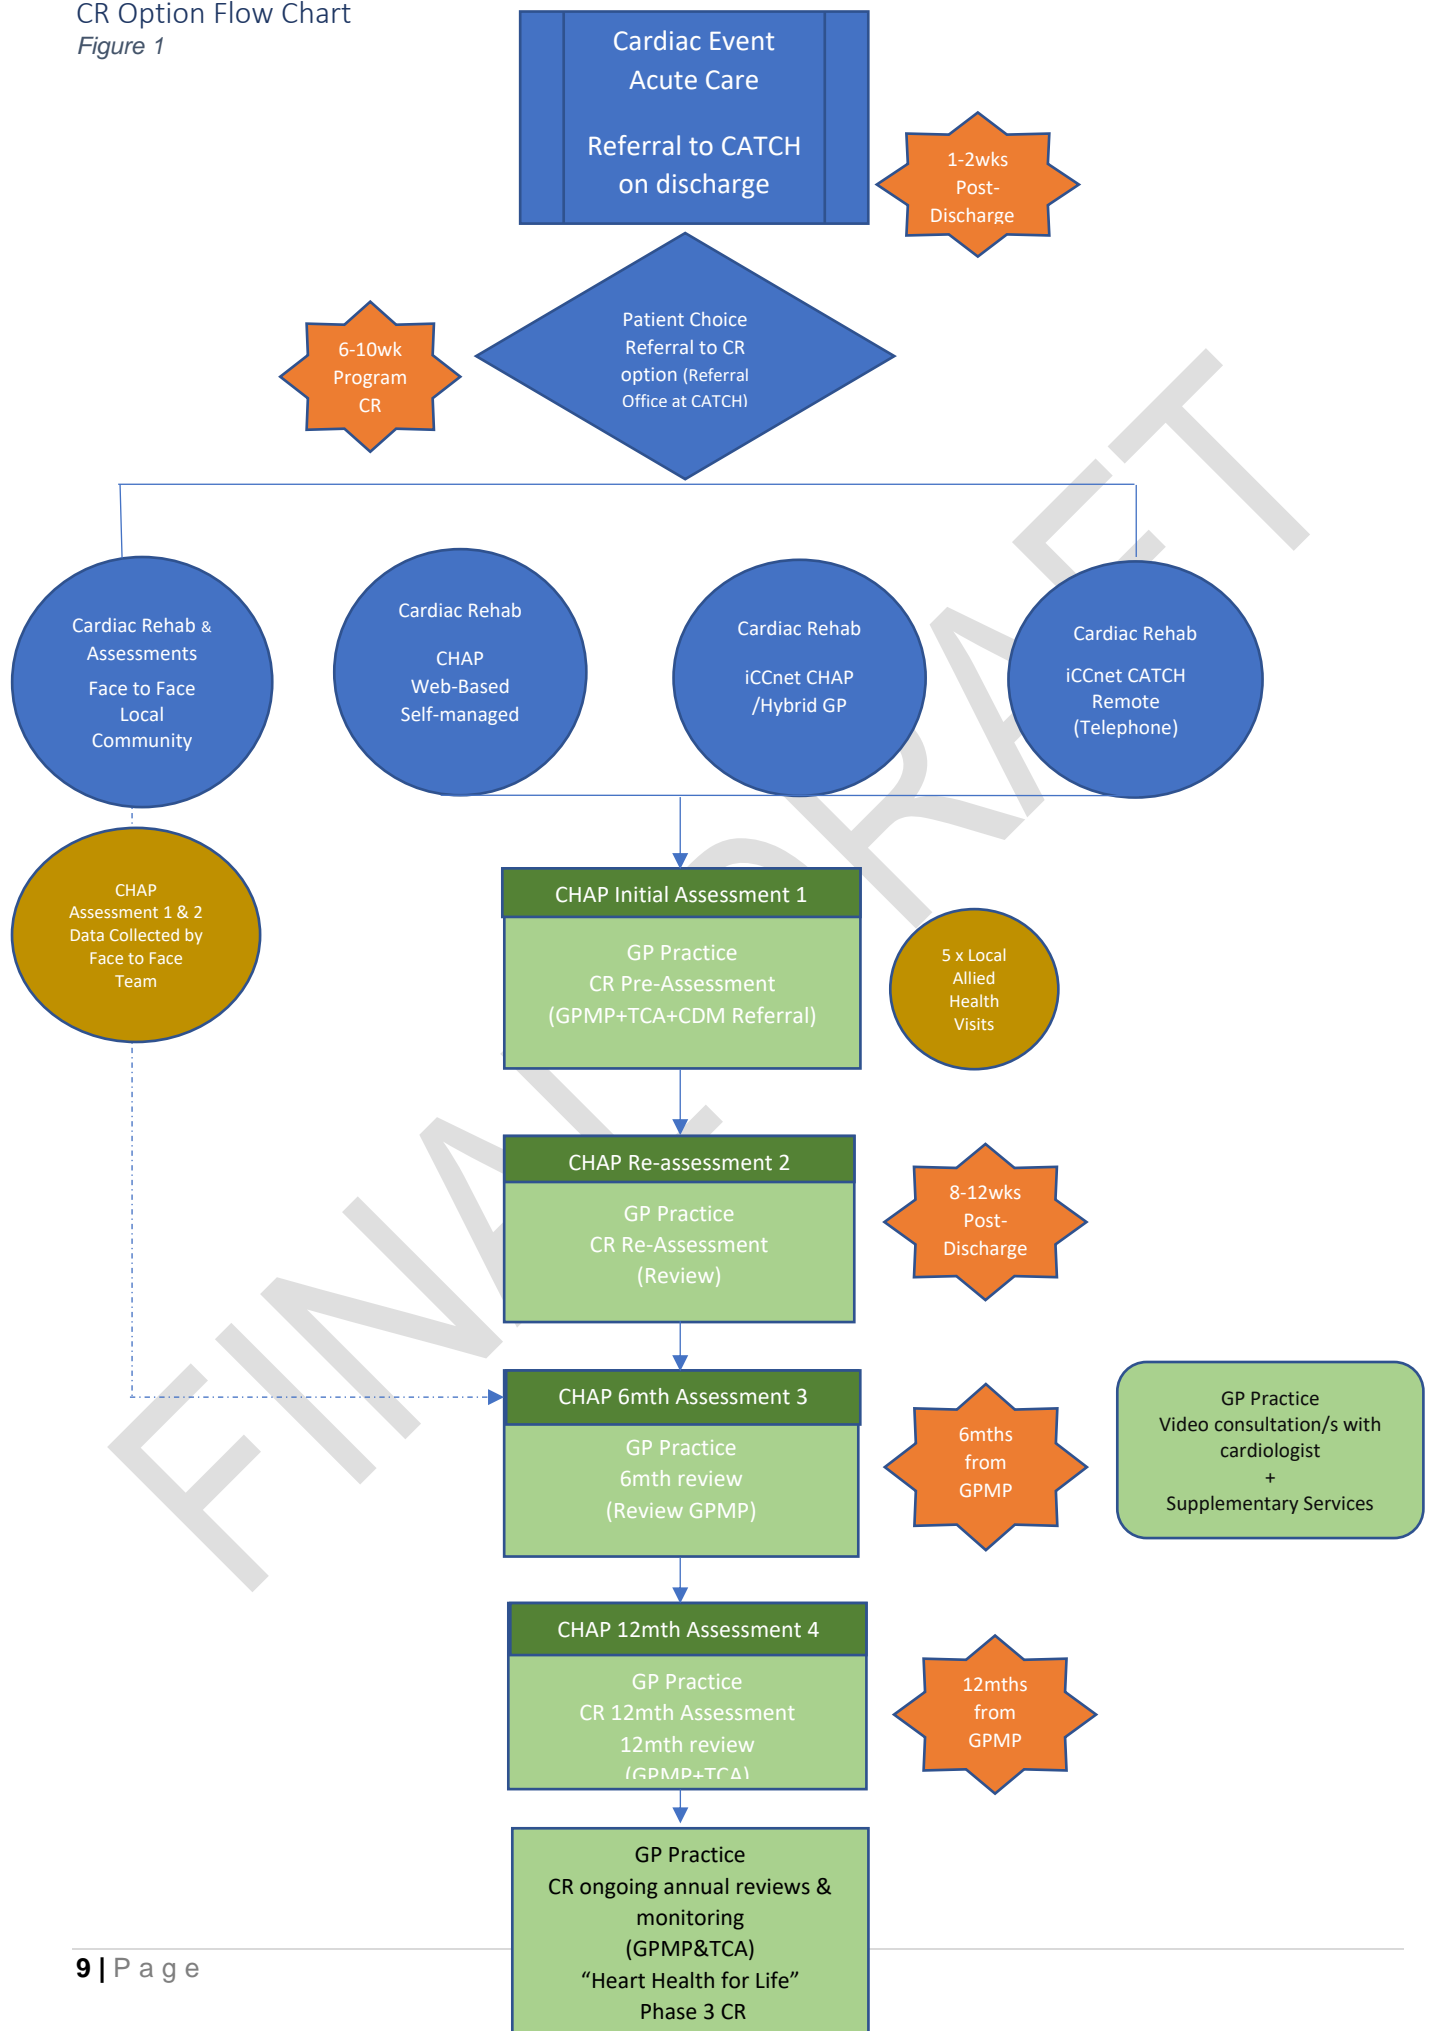 CR Option Flow Chart
Figure 1
Cardiac Event
Acute Care
Referral to CATCH
on discharge
1-2wks
Post-
Discharge
Patient Choice
Referral to CR
option (Referral
Office at CATCH)
6-10wk
Program
CR
Cardiac Rehab &
Assessments
Face to Face
Local
Community
Cardiac Rehab
CHAP
Web-Based
Self-managed
Cardiac Rehab
iCCnet CHAP
/Hybrid GP
Cardiac Rehab
iCCnet CATCH
Remote
(Telephone)
CHAP
Assessment 1 & 2
Data Collected by
Face to Face
Team
CHAP Initial Assessment 1
GP Practice
CR Pre-Assessment
(GPMP+TCA+CDM Referral)
5 x Local
Allied
Health
Visits
CHAP Re-assessment 2
GP Practice
CR Re-Assessment
(Review)
8-12wks
Post-
Discharge
CHAP 6mth Assessment 3
GP Practice
6mth review
(Review GPMP)
6mths
from
GPMP
GP Practice
Video consultation/s with
cardiologist
+
Supplementary Services
CHAP 12mth Assessment 4
GP Practice
CR 12mth Assessment
12mth review
(GPMP+TCA)
12mths
from
GPMP
GP Practice
CR ongoing annual reviews &
monitoring
(GPMP&TCA)
“Heart Health for Life”
Phase 3 CR
9 | Page
FINAL DRAFT